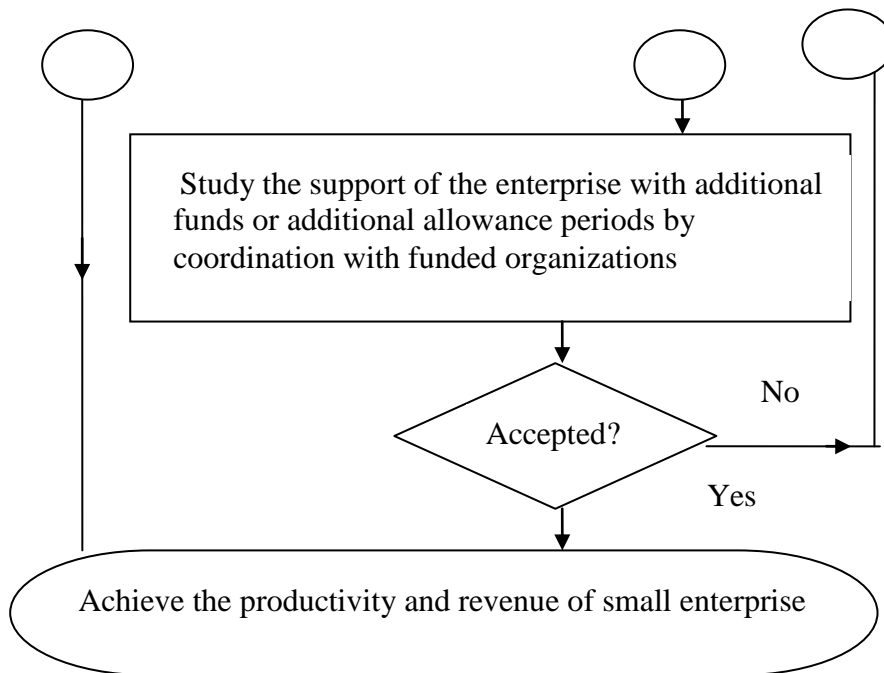 Study the support of the enterprise with additional
funds or additional allowance periods by
coordination with funded organizations
No
Accepted?
Yes
Achieve the productivity and revenue of small enterprise